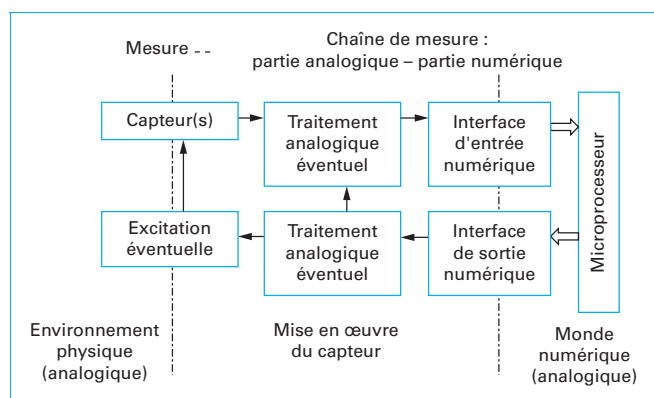 Mesure --
Chaîne de mesure :
partie analogique – partie numérique
Capteur(s)
Traitement
analogique
éventuel
Interface
d'entrée
numérique
Microprocesseur
Excitation
éventuelle
Traitement
analogique
éventuel
Interface
de sortie
numérique
Environnement
physique
(analogique)
Mise en œuvre
du capteur
Monde
numérique
(analogique)